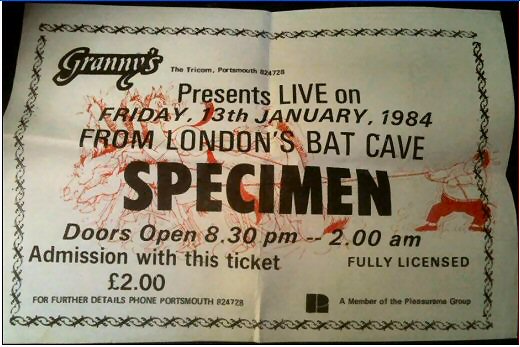 Granny's
The Tricorn, Portsmouth 824728
Presents LIVE on
FRIDAY, 13th JANUARY, 1984
FROM LONDON'S BAT CAVE
SPECIMEN
Doors Open 8.30 pm -- 2.00 am
Admission with this ticket
FULLY LICENSED
£2.00
FOR FURTHER DETAILS PHONE PORTSMOUTH 824728
A Member of the Pleasurama Group